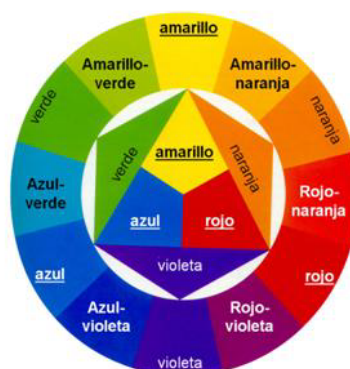 amarillo
Amarillo-
verde
Amarillo-
naranja
verde
naranja
amarillo
verde
naranja
Azul-
verde
Rojo-
naranja
azul
rojo
azul
rojo
violeta
Azul-
violeta
Rojo-
violeta
violeta